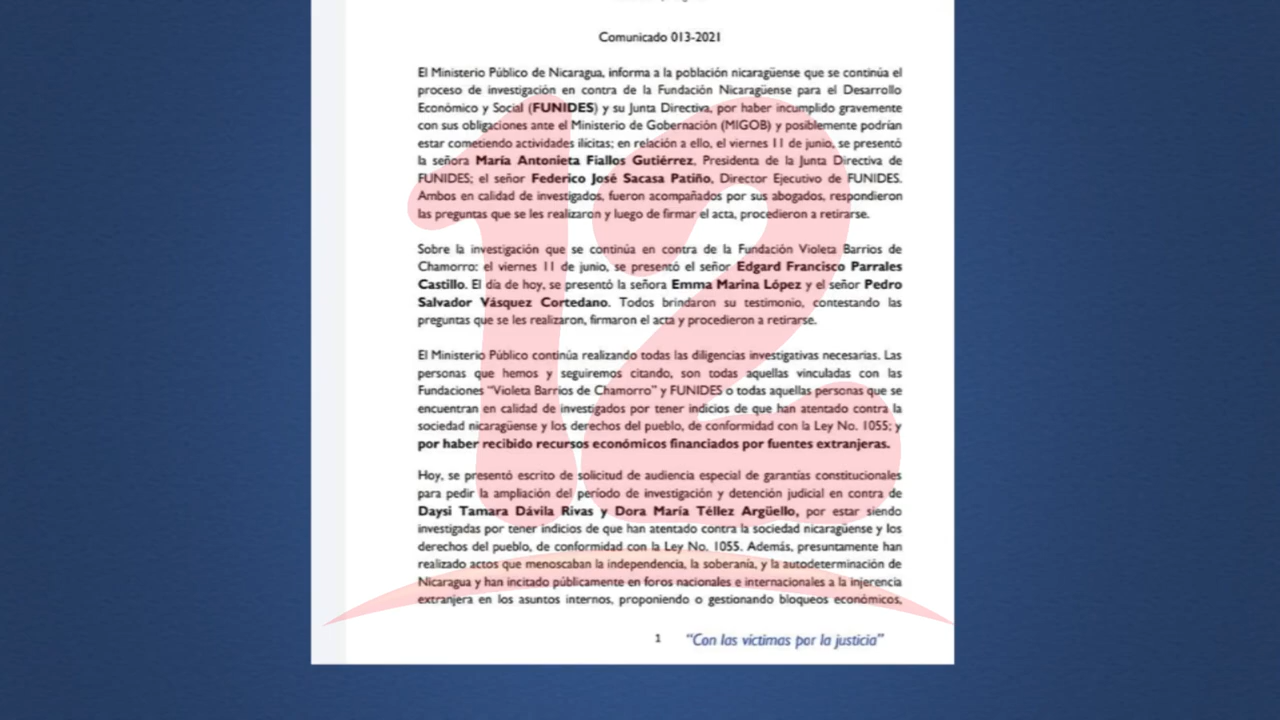 Comunicado 013-2021
El Ministerio Público de Nicaragua, informa a la población nicaragüense que se continúa el
proceso de investigación en contra de la Fundación Nicaragüense para el Desarrollo
Económico y Social (FUNIDES) y su Junta Directiva, por haber incumplido gravemente
con sus obligaciones ante el Ministerio de Gobernación (MIGOB) y posiblemente podrían
estar cometiendo actividades ilícitas; en relación a ello, el viernes 11 de junio, se presentó
la señora María Antonieta Fiallos Gutiérrez, Presidenta de la Junta Directiva de
FUNIDES; el señor Federico José Sacasa Patiño, Director Ejecutivo de FUNIDES.
Ambos en calidad de investigados, fueron acompañados por sus abogados, respondieron
las preguntas que se les realizaron y luego de firmar el acta, procedieron a retirarse.
Sobre la investigación que se continúa en contra de la Fundación Violeta Barrios de
Chamorro: el viernes 11 de junio, se presentó el señor Edgard Francisco Parrales
Castillo. El día de hoy, se presentó la señora Emma Marina López y el señor Pedro
Salvador Vásquez Cortedano. Todos brindaron su testimonio, contestando las
preguntas que se les realizaron, firmaron el acta y procedieron a retirarse.
El Ministerio Público continúa realizando todas las diligencias investigativas necesarias. Las
personas que hemos y seguiremos citando, son todas aquellas vinculadas con las
Fundaciones "Violeta Barrios de Chamorro" y FUNIDES o todas aquellas personas que se
encuentran en calidad de investigados por tener indicios de que han atentado contra la
sociedad nicaragüense y los derechos del pueblo, de conformidad con la Ley No. 1055; y
por haber recibido recursos económicos financiados por fuentes extranjeras.
Hoy, se presentó escrito de solicitud de audiencia especial de garantías constitucionales
para pedir la ampliación del período de investigación y detención judicial en contra de
Daysi Tamara Dávila Rivas y Dora María Téllez Argüello, por estar siendo
investigadas por tener indicios de que han atentado contra la sociedad nicaragüense y los
derechos del pueblo, de conformidad con la Ley No. 1055. Además, presuntamente han
realizado actos que menoscaban la independencia, la soberanía, y la autodeterminación de
Nicaragua y han incitado públicamente en foros nacionales e internacionales a la injerencia
extranjera en los asuntos internos, proponiendo o gestionando bloqueos económicos,
1 "Con las víctimas por la justicia"
12